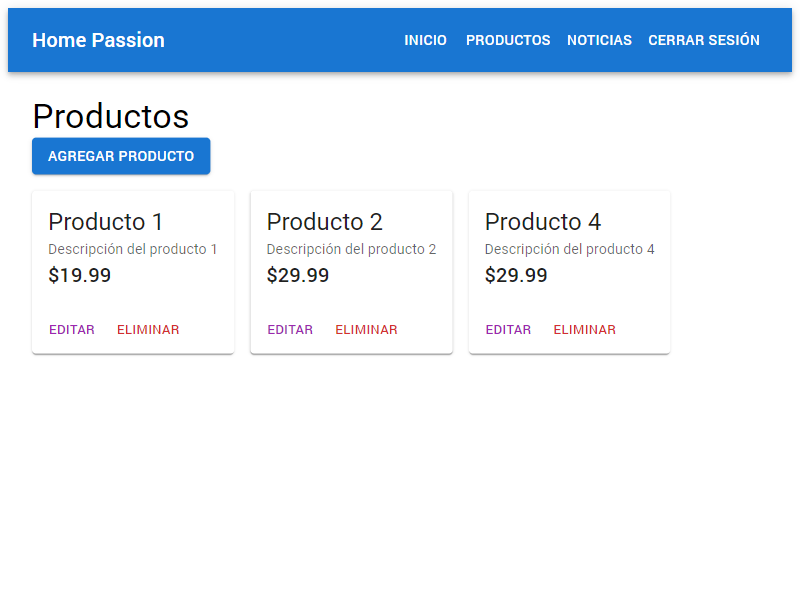 Home Passion
INICIO PRODUCTOS NOTICIAS CERRAR SESIÓN
Productos
AGREGAR PRODUCTO
Producto 1
Descripción del producto 1
$19.99
EDITAR ELIMINAR
Producto 2
Descripción del producto 2
$29.99
EDITAR ELIMINAR
Producto 4
Descripción del producto 4
$29.99
EDITAR ELIMINAR